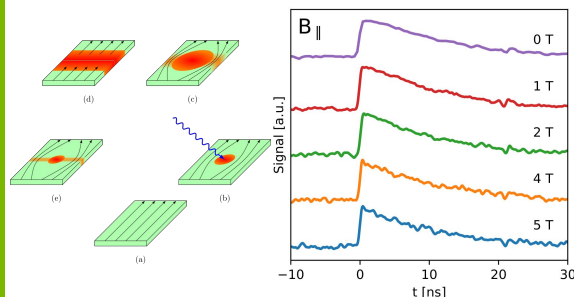 (d)
(c)
(e)
(b)
(a)
B∥
0 T
1 T
2 T
4 T
5 T
Signal [a.u.]
−10
0
10
20
30
t [ns]